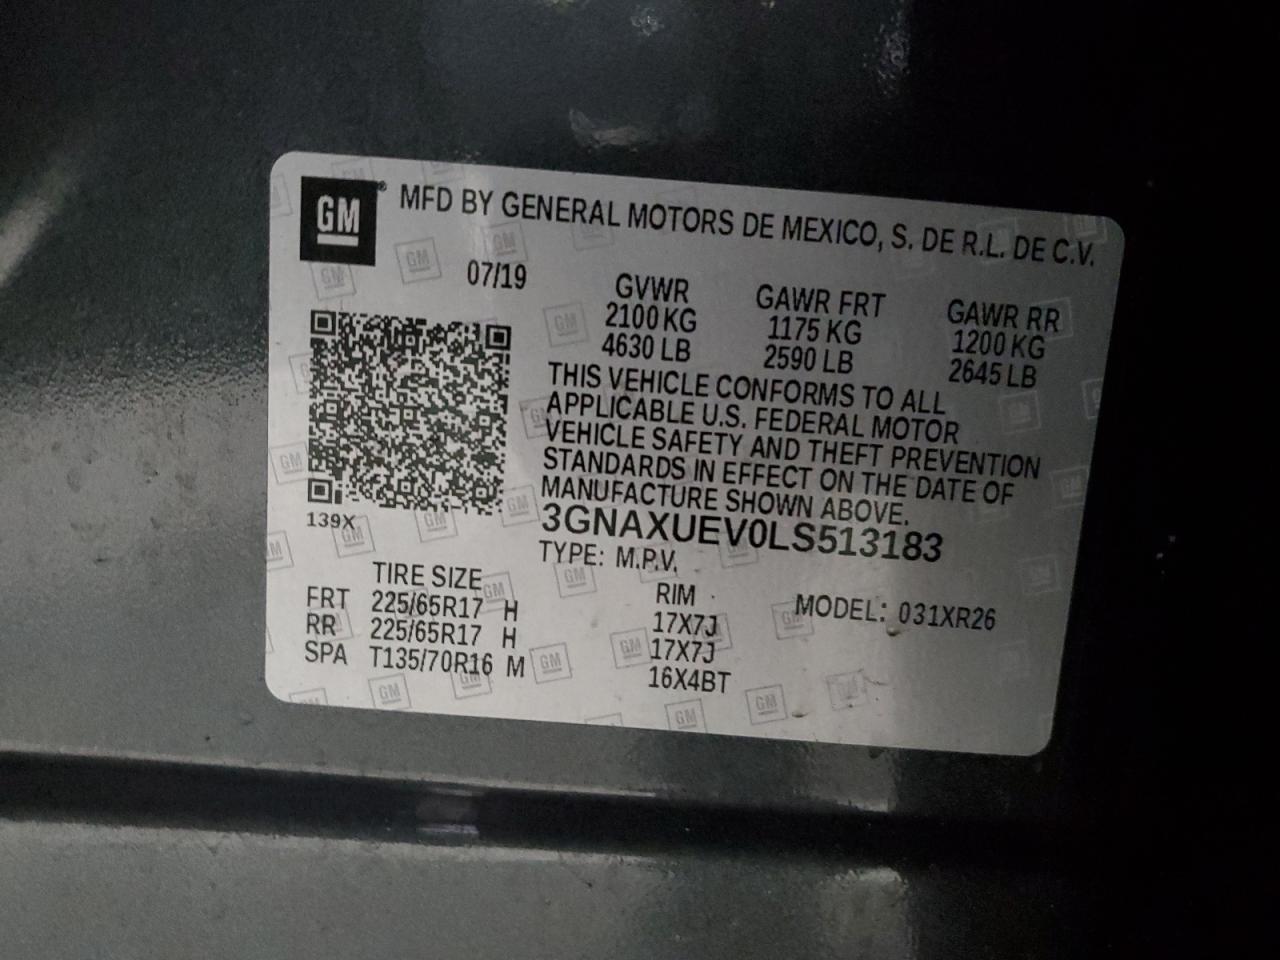 GM® MFD BY GENERAL MOTORS DE MEXICO, S. DE R.L. DE C.V.
07/19
GVWR GAWR FRT GAWR RR
2100 KG 1175 KG 1200 KG
4630 LB 2590 LB 2645 LB
THIS VEHICLE CONFORMS TO ALL
APPLICABLE U.S. FEDERAL MOTOR
VEHICLE SAFETY AND THEFT PREVENTION
STANDARDS IN EFFECT ON THE DATE OF
MANUFACTURE SHOWN ABOVE.
139X
3GNAXUEV0LS513183
TYPE: M.P.V.
MODEL: 031XR26
TIRE SIZE RIM
FRT 225/65R17 H 17X7J
RR 225/65R17 H 17X7J
SPA T135/70R16 M 16X4BT